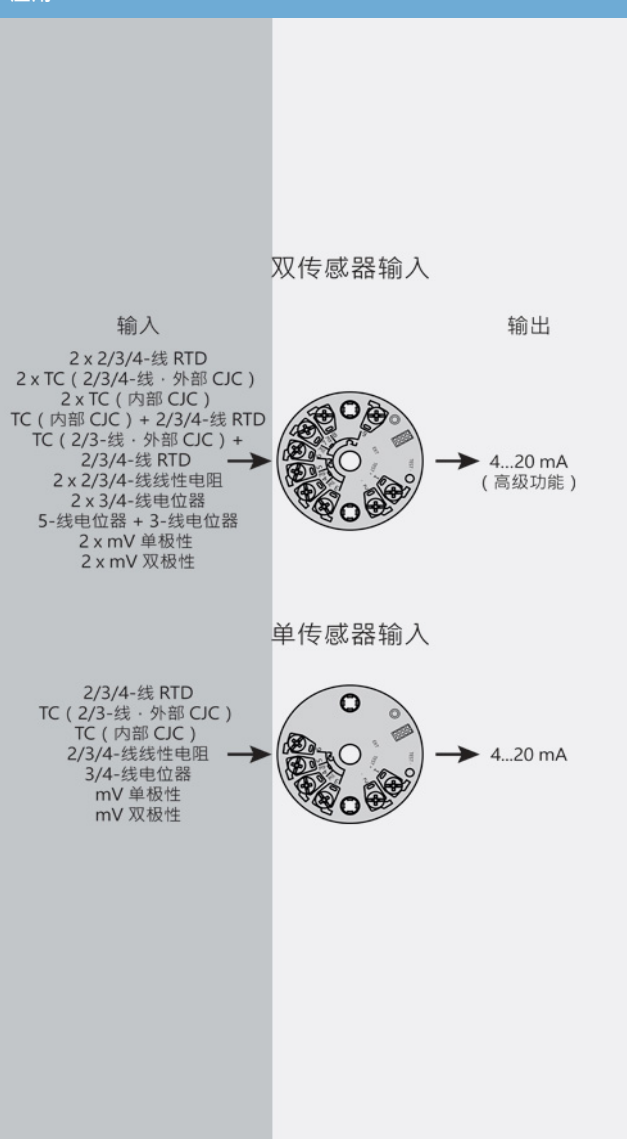 双传感器输入
输入
输出
2 x 2/3/4-线 RTD
2 x TC ( 2/3/4-线 · 外部 CJC )
2 x TC ( 内部 CJC )
TC ( 内部 CJC ) + 2/3/4-线 RTD
TC ( 2/3-线 · 外部 CJC ) +
2/3/4-线 RTD
2 x 2/3/4-线线性电阻
2 x 3/4-线电位器
5-线电位器 + 3-线电位器
2 x mV 单极性
2 x mV 双极性
4...20 mA
( 高级功能 )
单传感器输入
2/3/4-线 RTD
TC ( 2/3-线 · 外部 CJC )
TC ( 内部 CJC )
2/3/4-线线性电阻
3/4-线电位器
mV 单极性
mV 双极性
4...20 mA